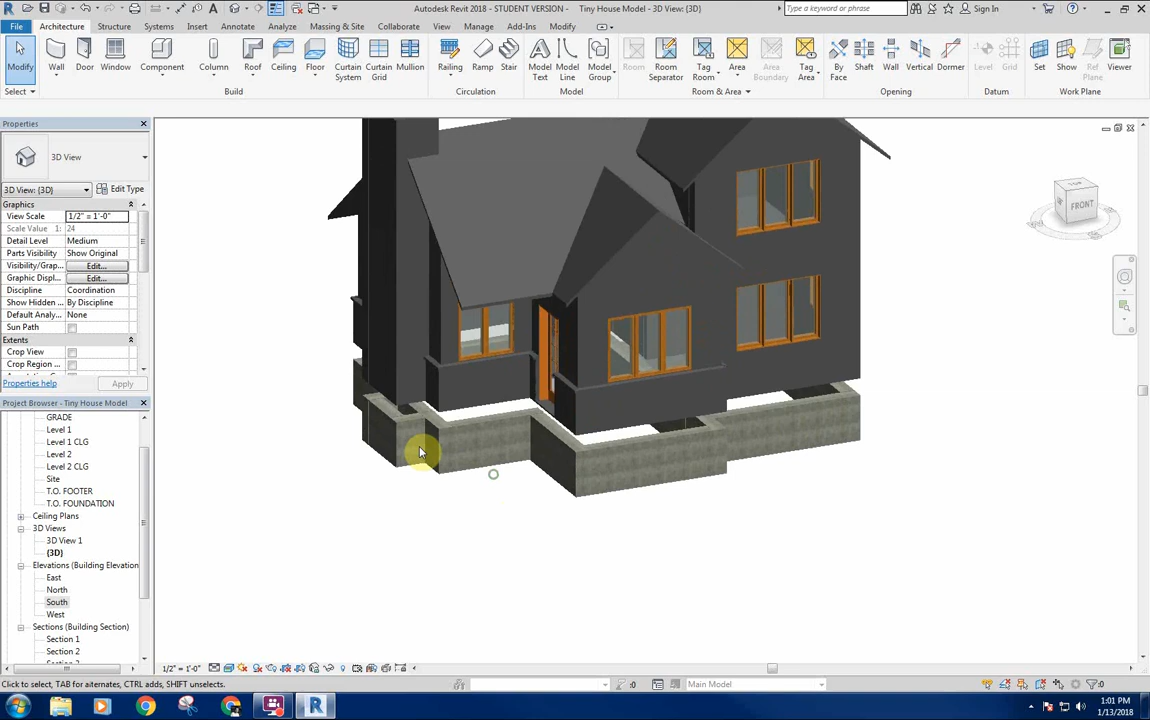 Autodesk Revit 2018 - STUDENT VERSION - Tiny House Model - 3D View: {3D}
Type a keyword or phrase
Sign In
File Architecture Structure Systems Insert Annotate Analyze Massing & Site Collaborate View Manage Add-Ins Modify
Modify Wall Door Window Component Column Roof Ceiling Floor Curtain System Curtain Grid Mullion Railing Ramp Stair Model Text Model Line Model Group Room Room Separator Tag Room Area Area Boundary Tag Area By Face Shaft Wall Vertical Dormer Level Grid Set Show Ref Plane Viewer
Select Build Circulation Model Room & Area Opening Datum Work Plane
Properties
3D View
3D View: {3D} Edit Type
Graphics
View Scale 1/2" = 1'-0"
Scale Value 1: 24
Detail Level Medium
Parts Visibility Show Original
Visibility/Grap... Edit...
Graphic Displ... Edit...
Discipline Coordination
Show Hidden ... By Discipline
Default Analy... None
Sun Path
Extents
Crop View
Crop Region ...
Properties help Apply
Project Browser - Tiny House Model
GRADE
Level 1
Level 1 CLG
Level 2
Level 2 CLG
Site
T.O. FOOTER
T.O. FOUNDATION
Ceiling Plans
3D Views
3D View 1
{3D}
Elevations (Building Elevation
East
North
South
West
Sections (Building Section)
Section 1
Section 2
TOP
FRONT
1/2" = 1'-0"
Click to select, TAB for alternates, CTRL adds, SHIFT unselects.
:0
Main Model
:0
1:01 PM
1/13/2018